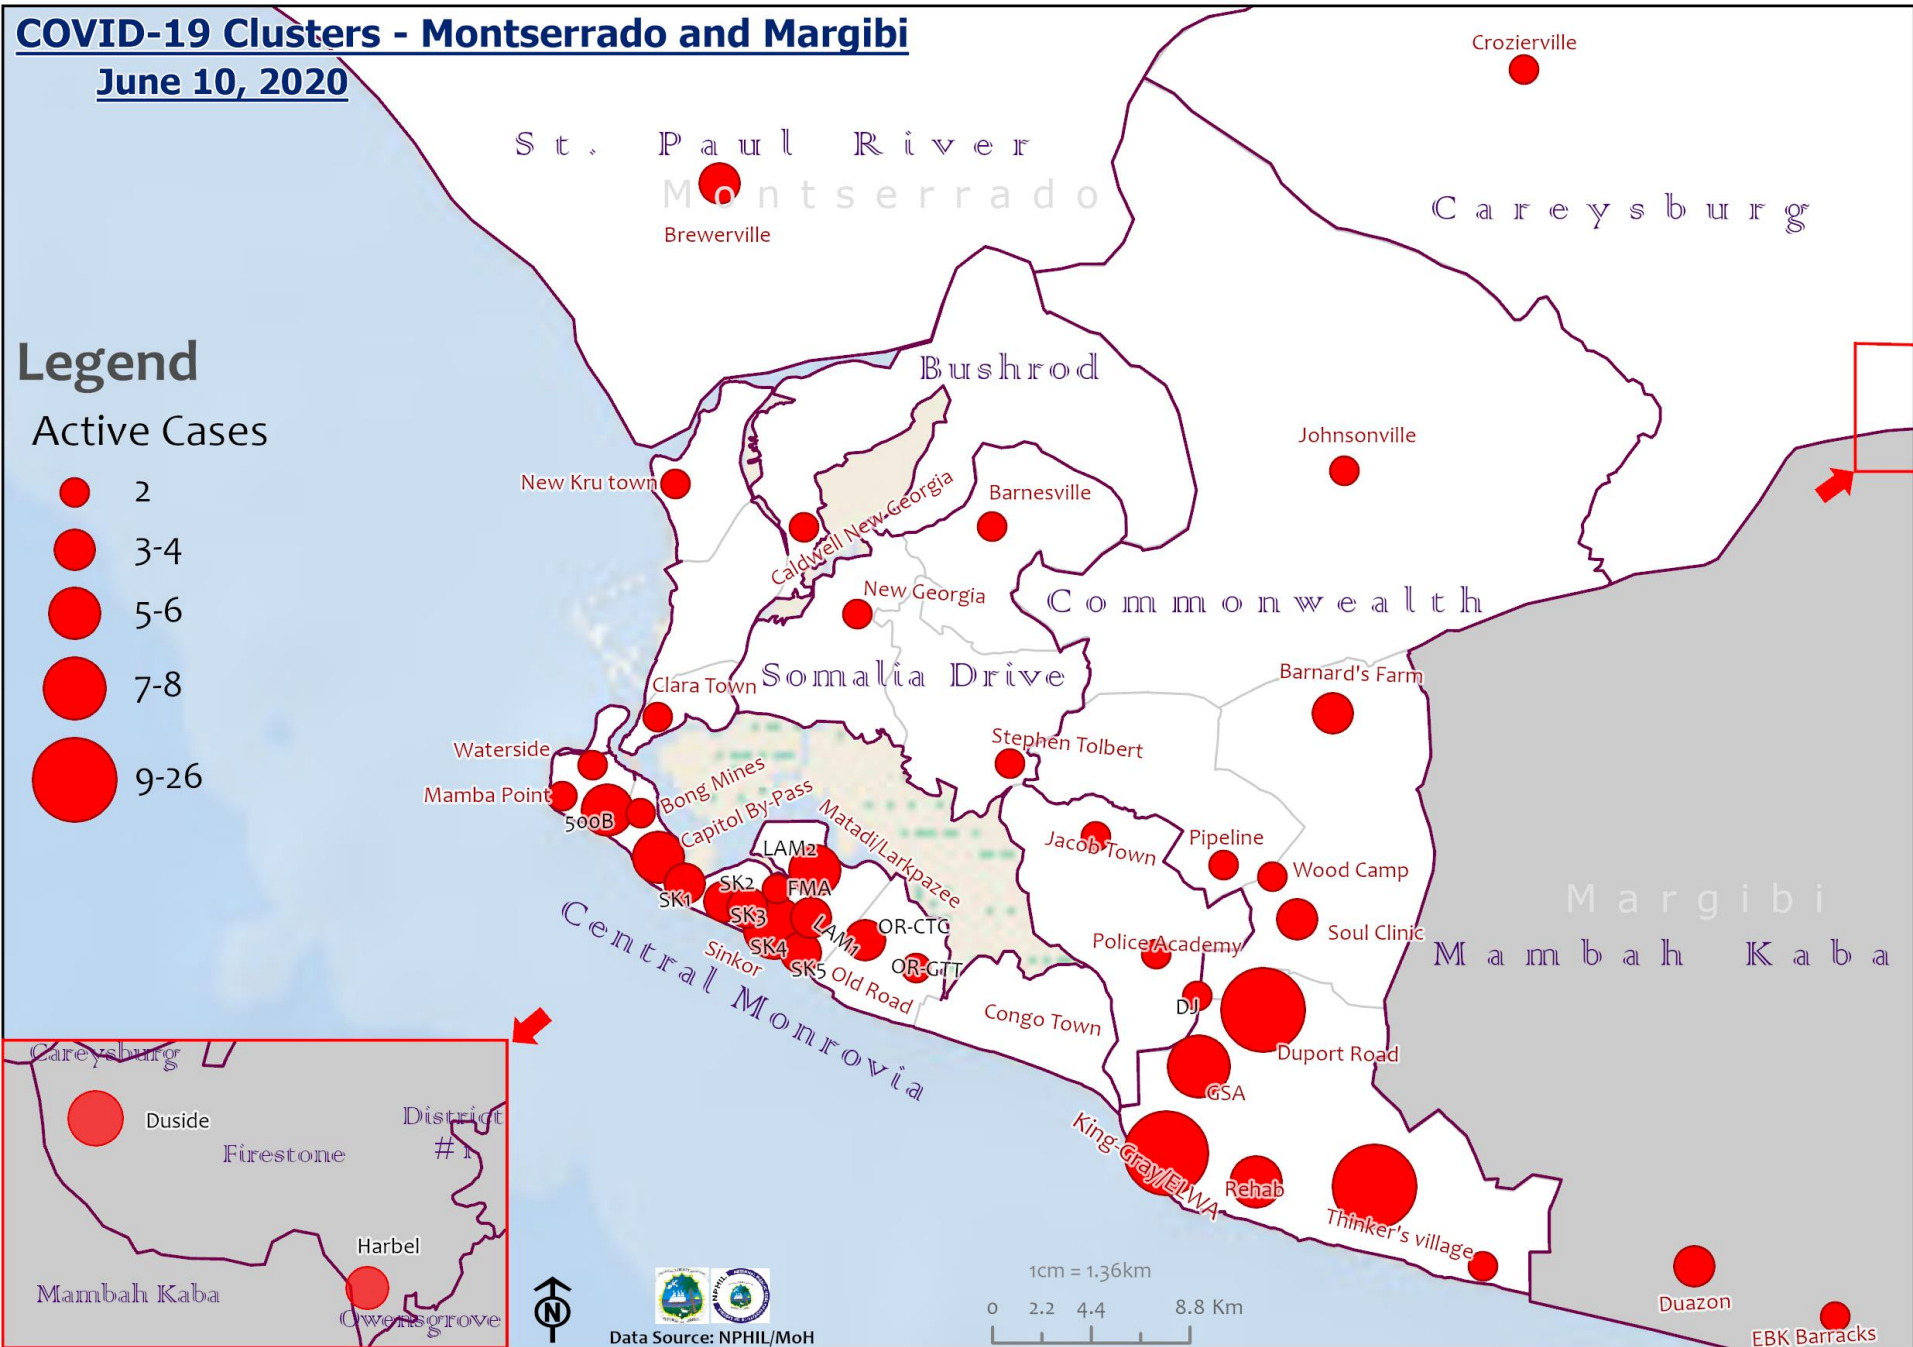 COVID-19 Clusters - Montserrado and Margibi
June 10, 2020
Crozierville
St. Paul River
Montserrado
Brewerville
Careysburg
Legend
Active Cases
2
3-4
5-6
7-8
9-26
Bushrod
Johnsonville
New Kru town
Barnesville
Caldwell New Georgia
New Georgia
Commonwealth
Somalia Drive
Clara Town
Barnard's Farm
Waterside
Stephen Tolbert
Mamba Point
Bong Mines
500B
Capitol By-Pass
Matadi/Larkpazee
LAM2
Jacob Town
Pipeline
Wood Camp
SK1
SK2
FMA
SK3
LAM1
OR-CTC
Soul Clinic
Margibi
Mambah Kaba
SK4
Sinkor
SK5
Old Road
OR-GTT
Police Academy
Central Monrovia
Congo Town
DJ
Duport Road
GSA
King-Gray/ELWA
Rehab
Thinker's village
Duazon
EBK Barracks
Careysburg
Duside
District
#1
Firestone
Harbel
Mambah Kaba
Owensgrove
N
NPHIL
Data Source: NPHIL/MoH
1cm = 1.36km
0 2.2 4.4 8.8 Km